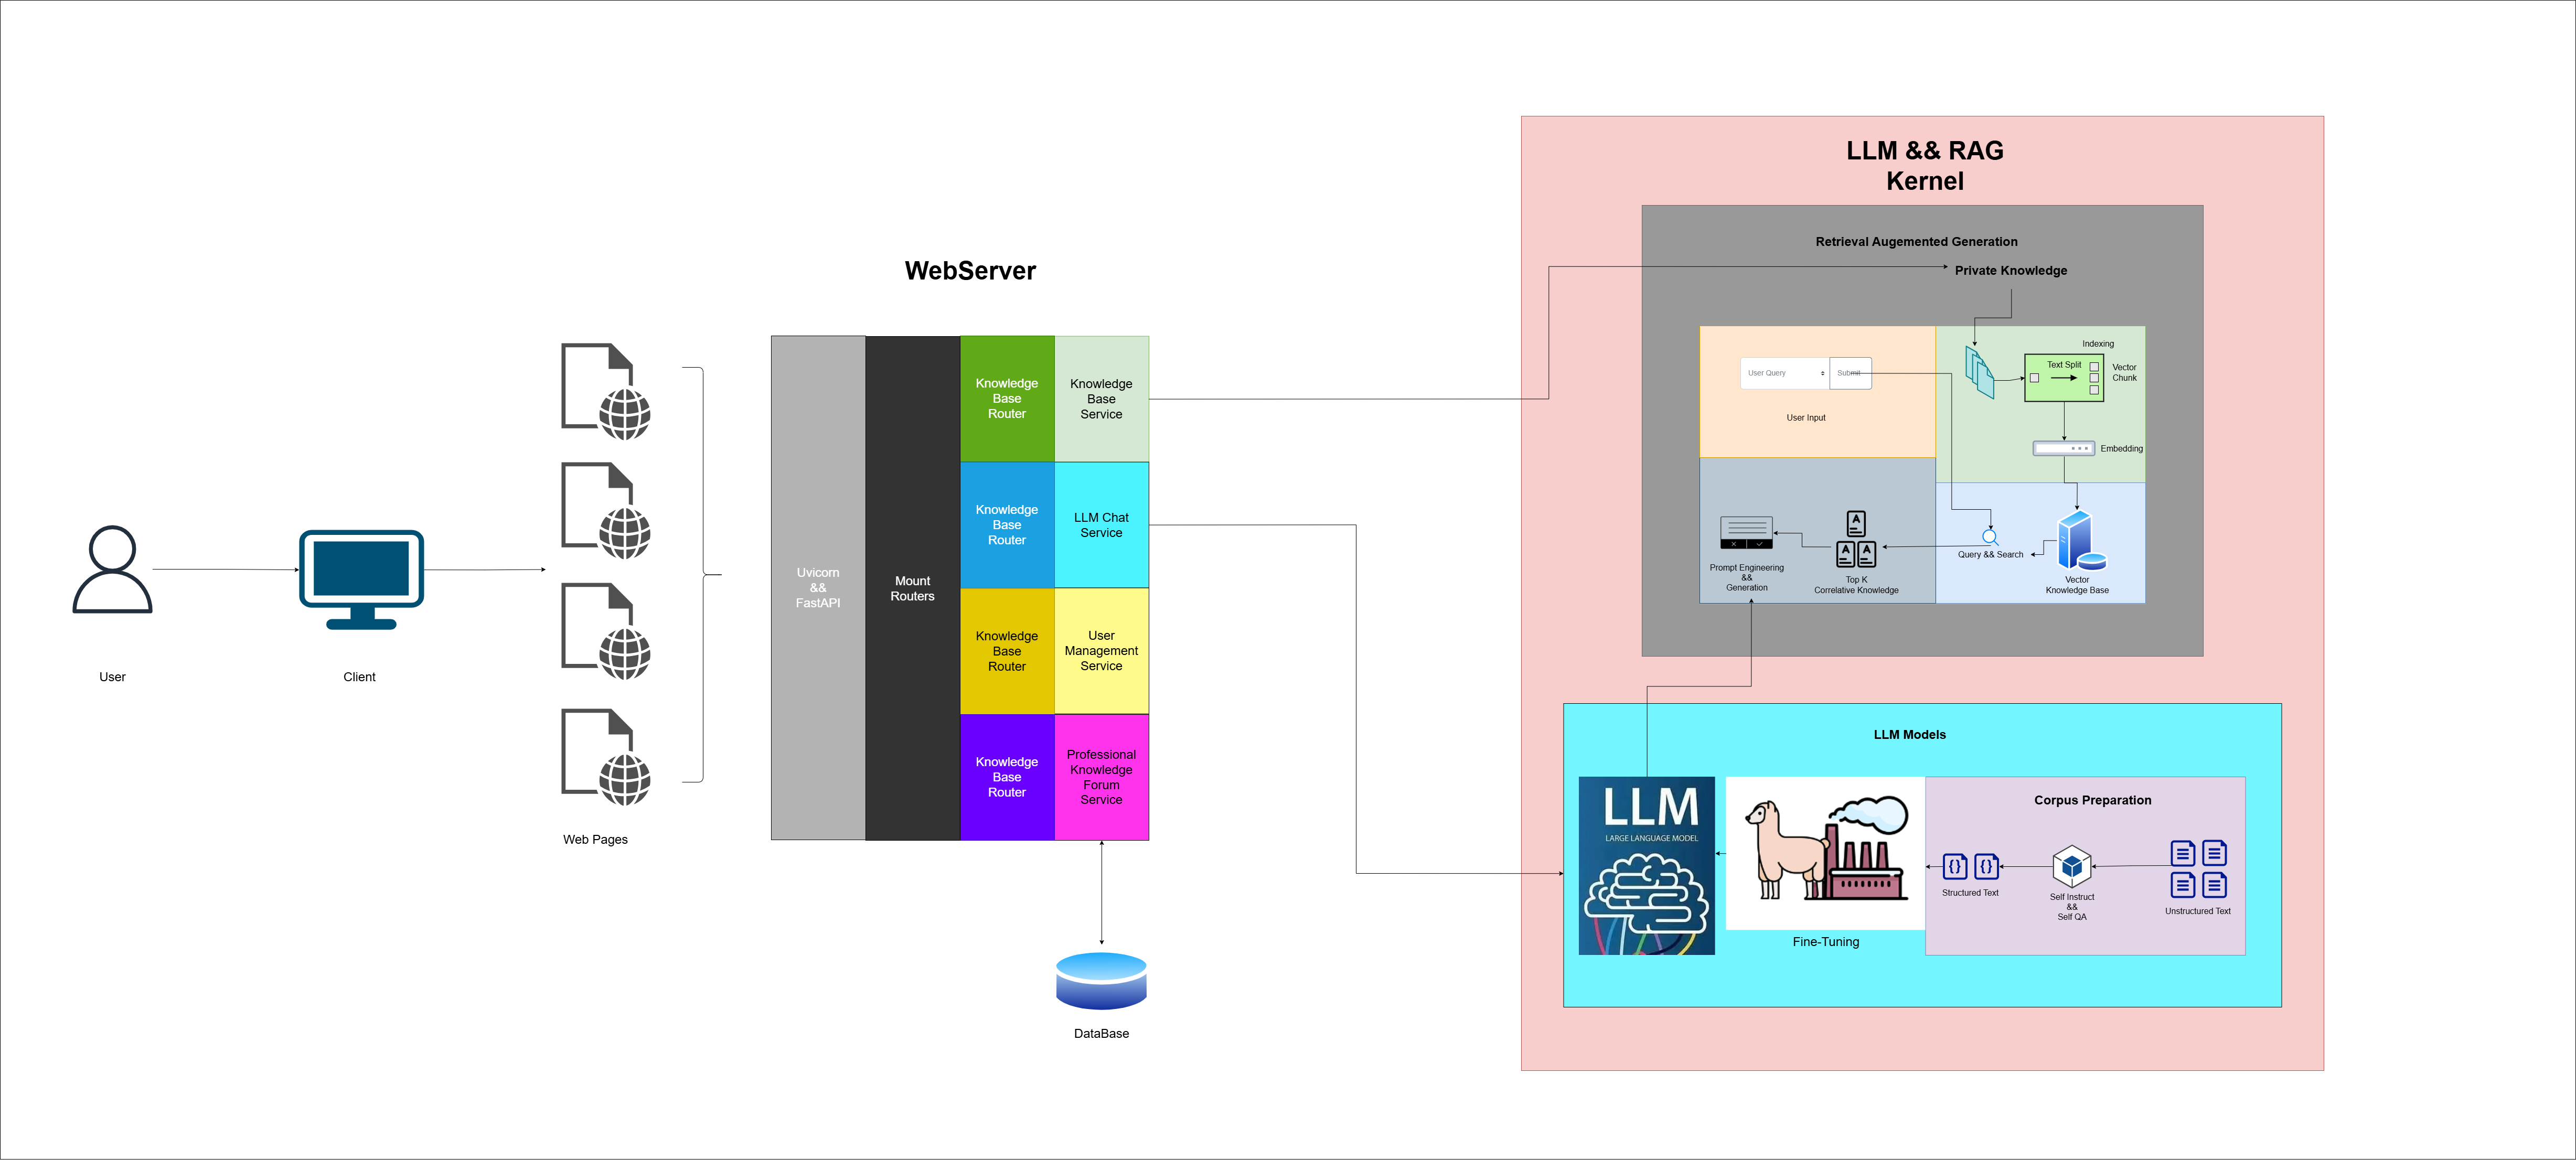 LLM && RAG
Kernel
Retrieval Augemented Generation
Private Knowledge
WebServer
Indexing
Text Split
Vector
Chunk
User Query
Submit
User Input
Embedding
Knowledge
Base
Router
Knowledge
Base
Service
Knowledge
Base
Router
LLM Chat
Service
Uvicorn
&&
FastAPI
Mount
Routers
Knowledge
Base
Router
User
Management
Service
Knowledge
Base
Router
Professional
Knowledge
Forum
Service
Query && Search
Prompt Engineering
&&
Generation
A
A
A
Top K
Correlative Knowledge
Vector
Knowledge Base
User
Client
Web Pages
DataBase
LLM Models
LLM
LARGE LANGUAGE MODEL
Fine-Tuning
Corpus Preparation
{}
{}
Structured Text
Self Instruct
&&
Self QA
Unstructured Text